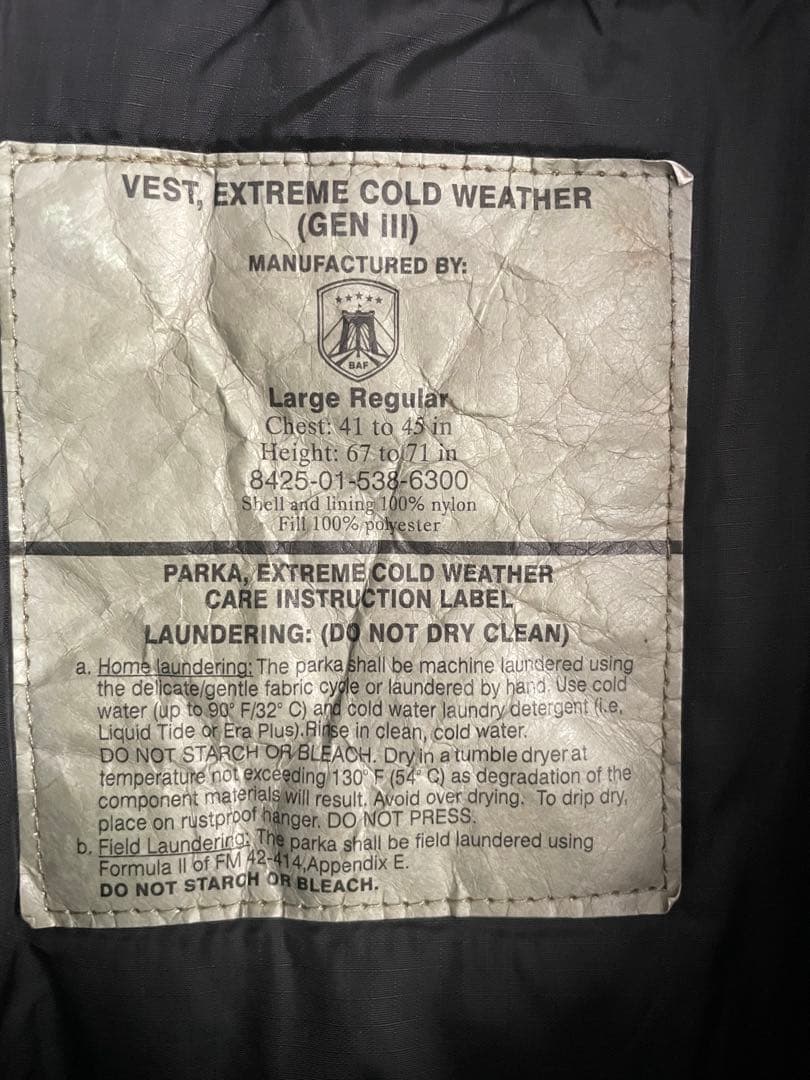 VEST, EXTREME COLD WEATHER
(GEN III)
MANUFACTURED BY:
BAF
Large Regular
Chest: 41 to 45 in
Height: 67 to 71 in
8425-01-538-6300
Shell and lining 100% nylon
Fill 100% polyester
PARKA, EXTREME COLD WEATHER
CARE INSTRUCTION LABEL
LAUNDERING: (DO NOT DRY CLEAN)
a. Home laundering: The parka shall be machine laundered using
the delicate/gentle fabric cycle or laundered by hand. Use cold
water (up to 90° F/32° C) and cold water laundry detergent (i.e,
Liquid Tide or Era Plus).Rinse in clean, cold water.
DO NOT STARCH OR BLEACH. Dry in a tumble dryer at
temperature not exceeding 130° F (54° C) as degradation of the
component materials will result. Avoid over drying. To drip dry,
place on rustproof hanger. DO NOT PRESS.
b. Field Laundering: The parka shall be field laundered using
Formula II of FM 42-414,Appendix E.
DO NOT STARCH OR BLEACH.